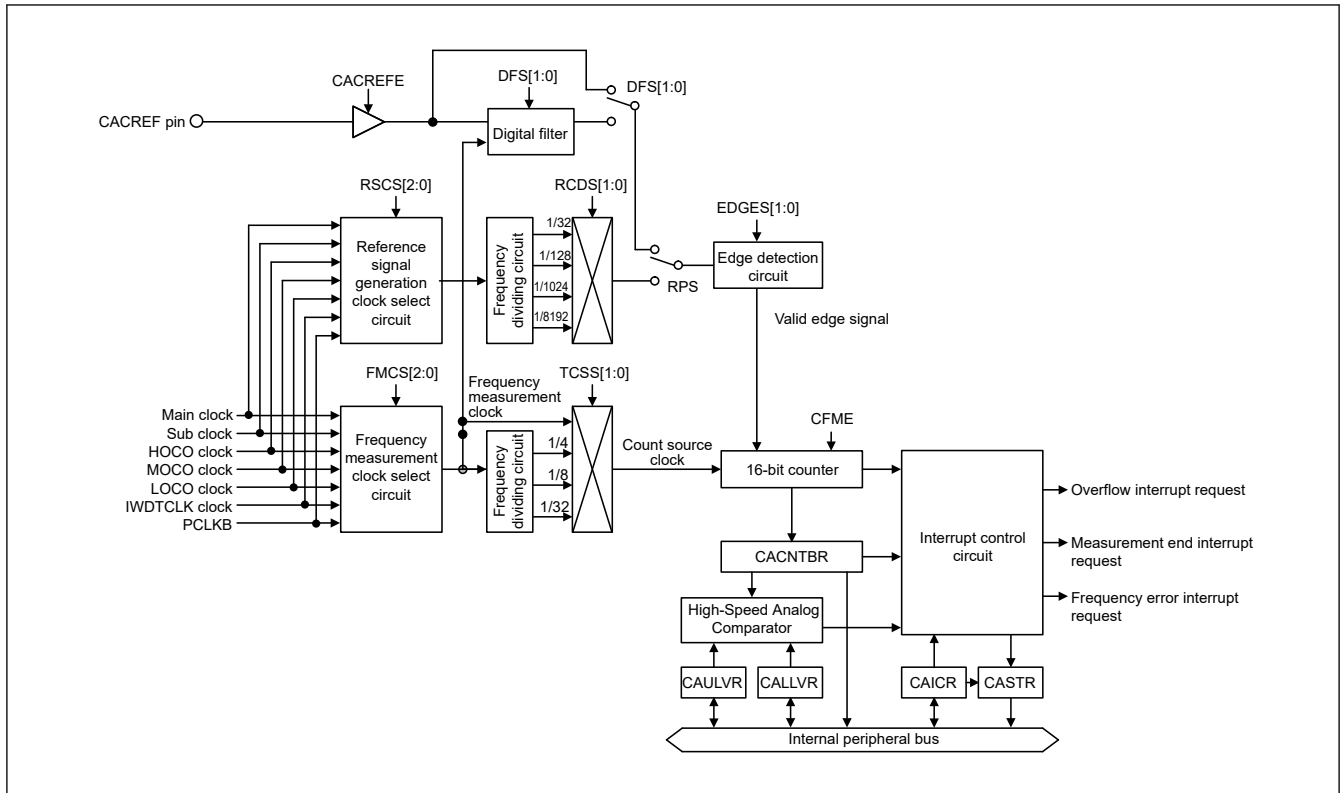 CACREFE
DFS[1:0]
DFS[1:0]
CACREF pin
Digital filter
RSCS[2:0]
RCDS[1:0]
EDGES[1:0]
Reference
signal
generation
clock select
circuit
Frequency
dividing circuit
1/32
1/128
1/1024
1/8192
RPS
Edge detection
circuit
Valid edge signal
FMCS[2:0]
Frequency
measurement
clock
TCSS[1:0]
CFME
Main clock
Sub clock
HOCO clock
MOCO clock
LOCO clock
IWDTCLK clock
PCLKB
Frequency
measurement
clock select
circuit
Frequency
dividing circuit
1/4
1/8
1/32
Count source
clock
16-bit counter
CACNTBR
High-Speed Analog
Comparator
CAULVR
CALLVR
Interrupt control
circuit
Overflow interrupt request
Measurement end interrupt
request
Frequency error interrupt
request
CAICR
CASTR
Internal peripheral bus